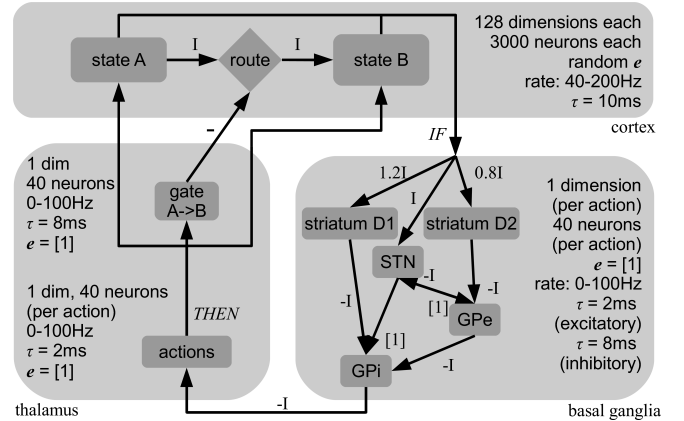 128 dimensions each
3000 neurons each
random e
rate: 40-200Hz
τ = 10ms
cortex
state A
I
route
I
state B
-
IF
1 dim
40 neurons
0-100Hz
τ = 8ms
e = [1]
gate
A->B
1 dim, 40 neurons
(per action)
0-100Hz
τ = 2ms
e = [1]
THEN
actions
thalamus
-I
1.2I
I
0.8I
striatum D1
striatum D2
STN
-I
-I
-I
[1]
GPe
[1]
GPi
-I
1 dimension
(per action)
40 neurons
(per action)
e = [1]
rate: 0-100Hz
τ = 2ms
(excitatory)
τ = 8ms
(inhibitory)
basal ganglia